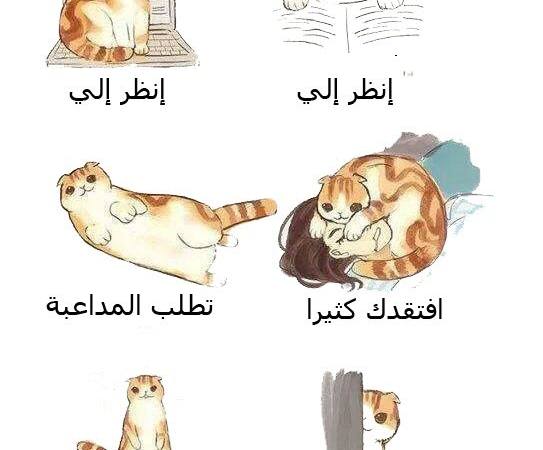 إنظر إلي
إنظر إلي
افتقدك كثيرا
تطلب المداعبة